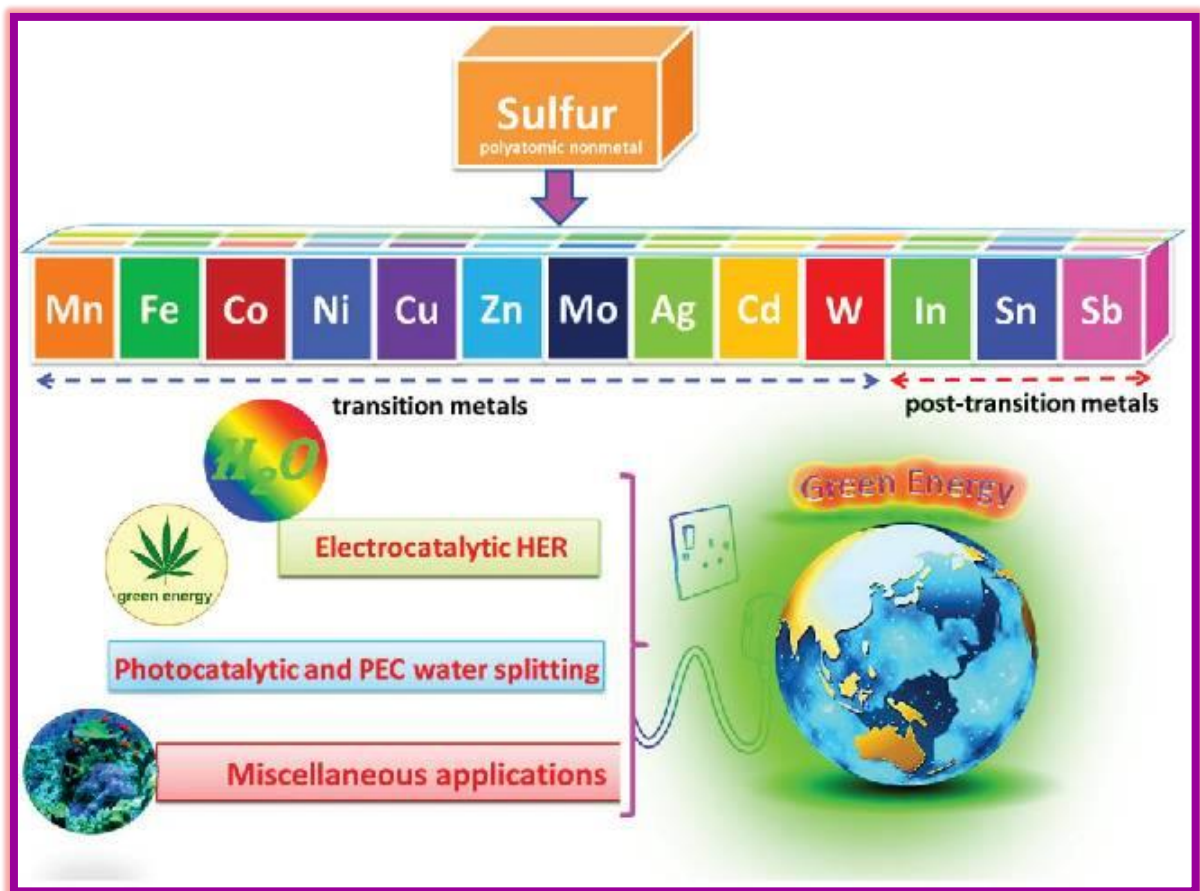 Sulfur
polyatomic nonmetal
Mn Fe Co Ni Cu Zn Mo Ag Cd W In Sn Sb
transition metals
post-transition metals
H₂O
Green Energy
Electrocatalytic HER
green energy
Photocatalytic and PEC water splitting
Miscellaneous applications